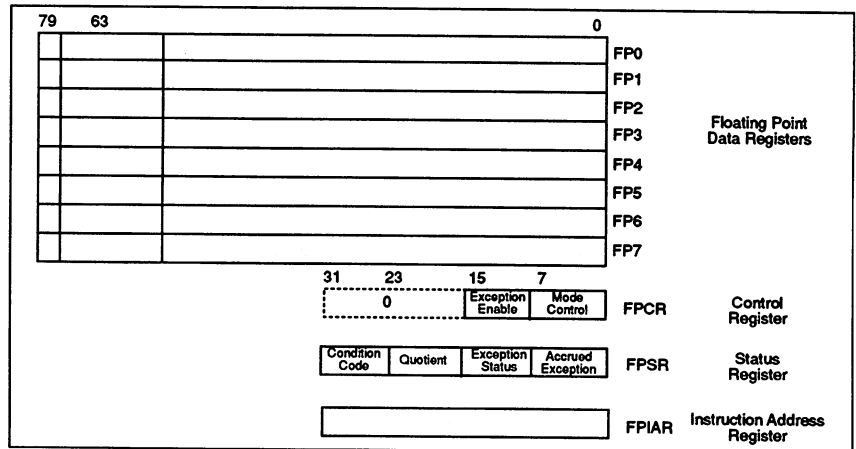 79 63 0
FP0
FP1
FP2
FP3
FP4
FP5
FP6
FP7
Floating Point
Data Registers
31 23 15 7
0
Exception
Enable
Mode
Control
FPCR
Control
Register
Condition
Code
Quotient
Exception
Status
Accrued
Exception
FPSR
Status
Register
FPIAR
Instruction Address
Register